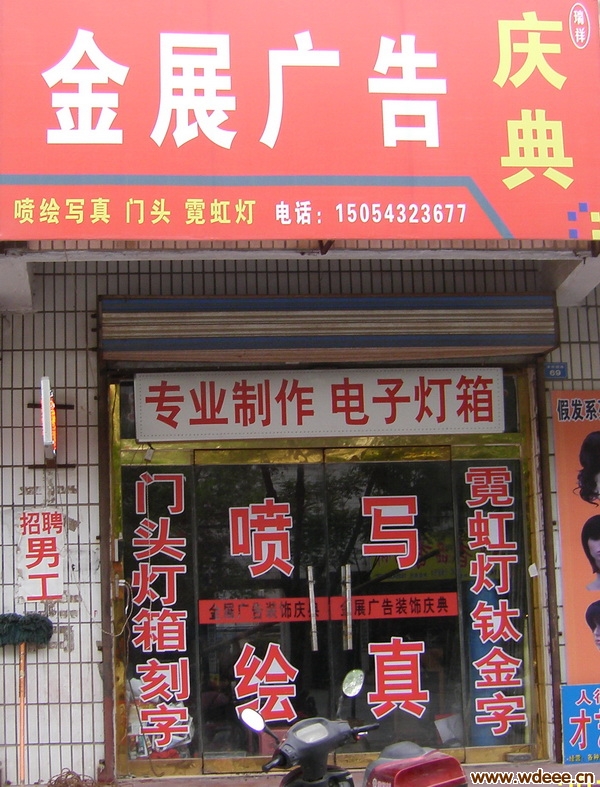 金展广告
庆典
瑞祥
喷绘写真 门头 霓虹灯 电话：15054323677
69
专业制作 电子灯箱
假发系
门头灯箱刻字
喷绘
写真
霓虹灯钛金字
金展广告装饰庆典
金展广告装饰庆典
招聘
男工
www.wdeee.cn